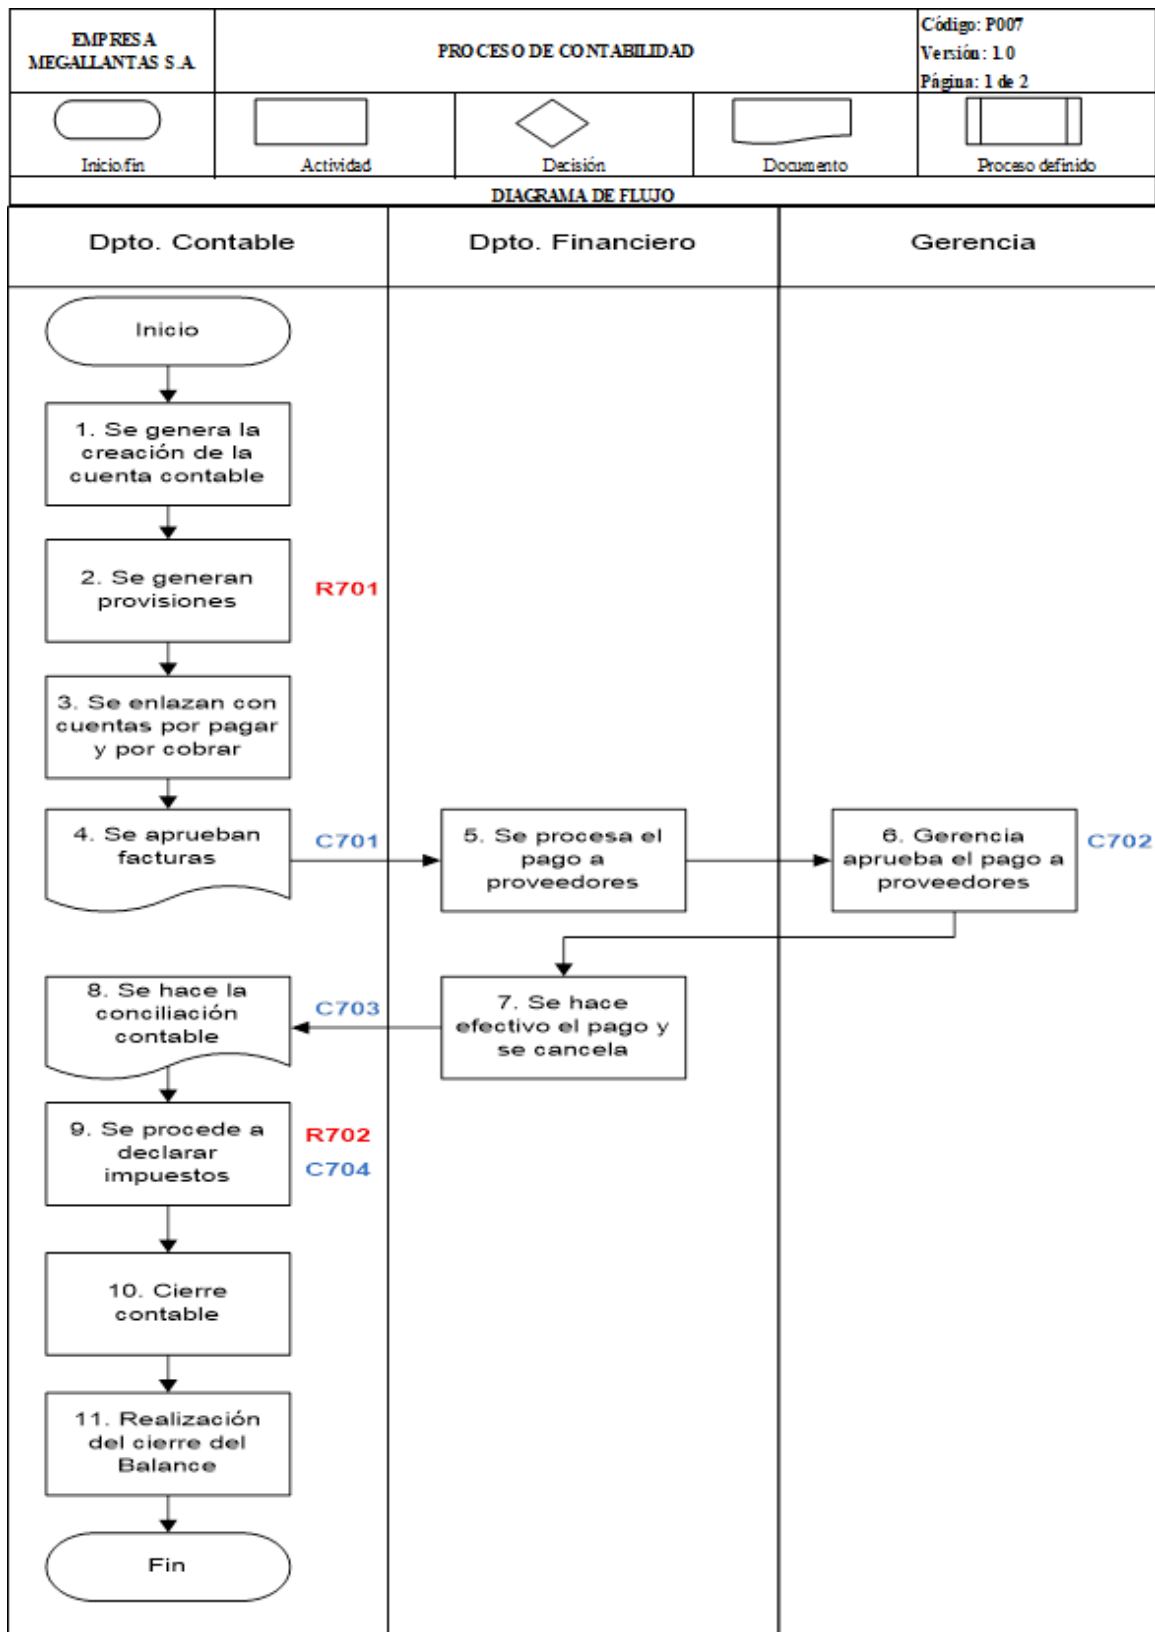 EMPRESA
MEGALLANTAS S.A.
PROCESO DE CONTABILIDAD
Código: P007
Versión: 1.0
Página: 1 de 2
Inicio/fin
Actividad
Decisión
Documento
Proceso definido
DIAGRAMA DE FLUJO
Dpto. Contable
Dpto. Financiero
Gerencia
Inicio
1. Se genera la
creación de la
cuenta contable
2. Se generan
provisiones
R701
3. Se enlazan con
cuentas por pagar
y por cobrar
4. Se aprueban
facturas
C701
5. Se procesa el
pago a
proveedores
6. Gerencia
aprueba el pago a
proveedores
C702
7. Se hace
efectivo el pago y
se cancela
C703
8. Se hace la
conciliación
contable
9. Se procede a
declarar
impuestos
R702
C704
10. Cierre
contable
11. Realización
del cierre del
Balance
Fin